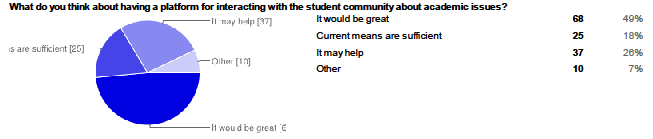 What do you think about having a platform for interacting with the student community about academic issues?
It may help [37]
ns are sufficient [25]
Other [10]
It would be great [6
It would be great 68 49%
Current means are sufficient 25 18%
It may help 37 26%
Other 10 7%